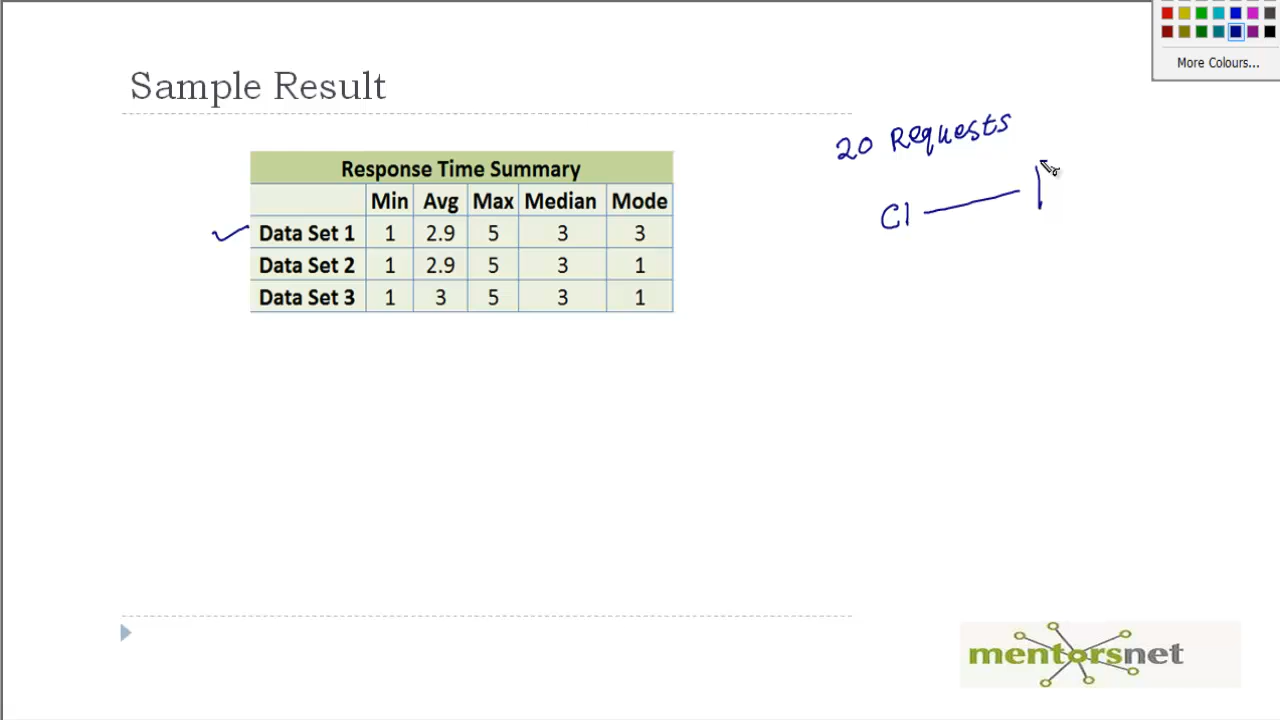 More Colours...
Sample Result
20 Requests
C1
Response Time Summary
Min Avg Max Median Mode
Data Set 1 1 2.9 5 3 3
Data Set 2 1 2.9 5 3 1
Data Set 3 1 3 5 3 1
mentorsnet